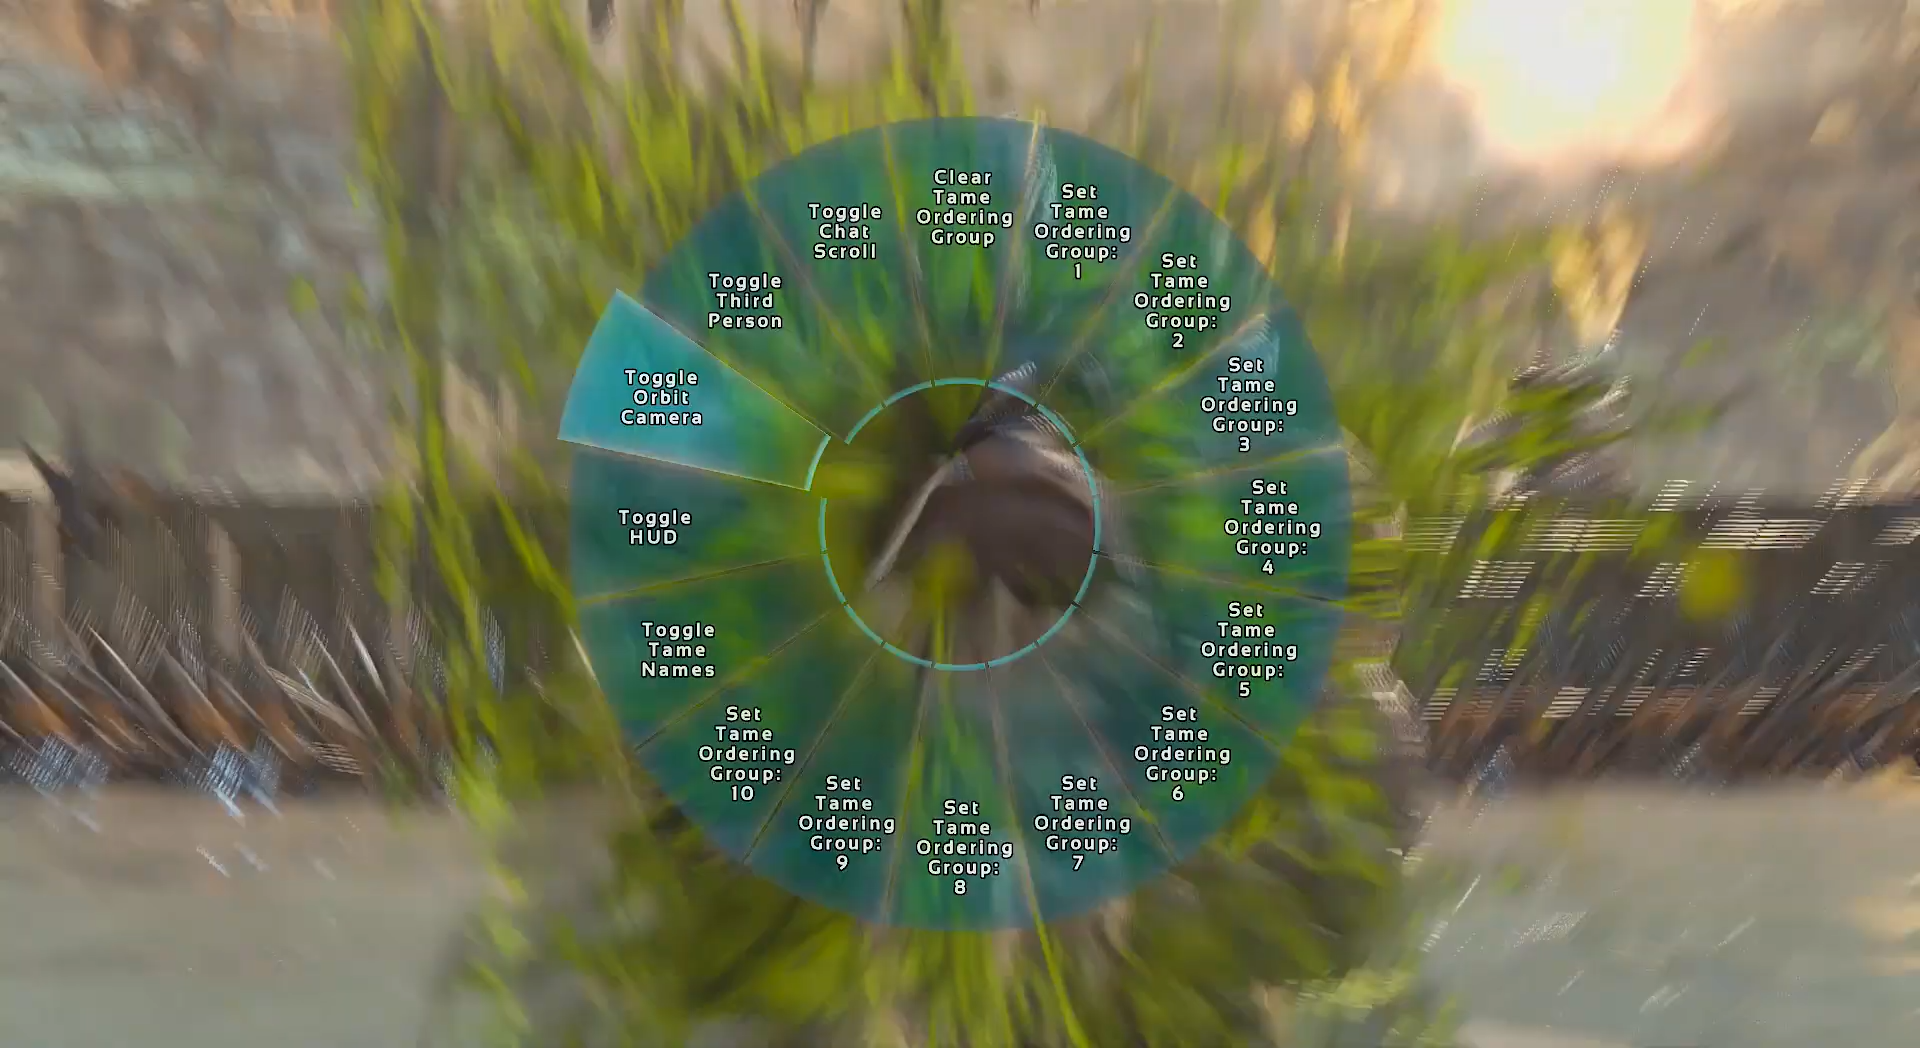 Clear
Tame
Ordering
Group
Set
Tame
Ordering
Group:
1
Set
Tame
Ordering
Group:
2
Set
Tame
Ordering
Group:
3
Set
Tame
Ordering
Group:
4
Set
Tame
Ordering
Group:
5
Set
Tame
Ordering
Group:
6
Set
Tame
Ordering
Group:
7
Set
Tame
Ordering
Group:
8
Set
Tame
Ordering
Group:
9
Set
Tame
Ordering
Group:
10
Toggle
Tame
Names
Toggle
HUD
Toggle
Orbit
Camera
Toggle
Third
Person
Toggle
Chat
Scroll